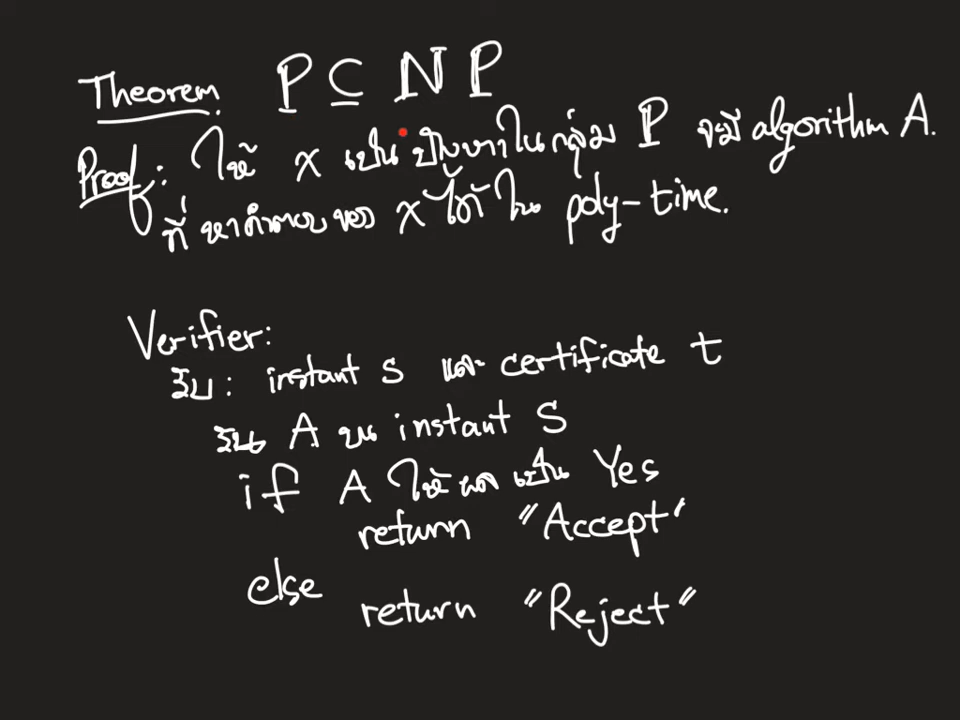 Theorem. P ⊆ NP
Proof: ให้ x เป็นปัญหาในกลุ่ม P จะมี algorithm A.
ที่ หาคำตอบของ x ได้ใน poly-time.
Verifier:
รับ: instant s และ certificate t
รัน A บน instant S
if A ให้ผลเป็น Yes
return "Accept"
else
return "Reject"